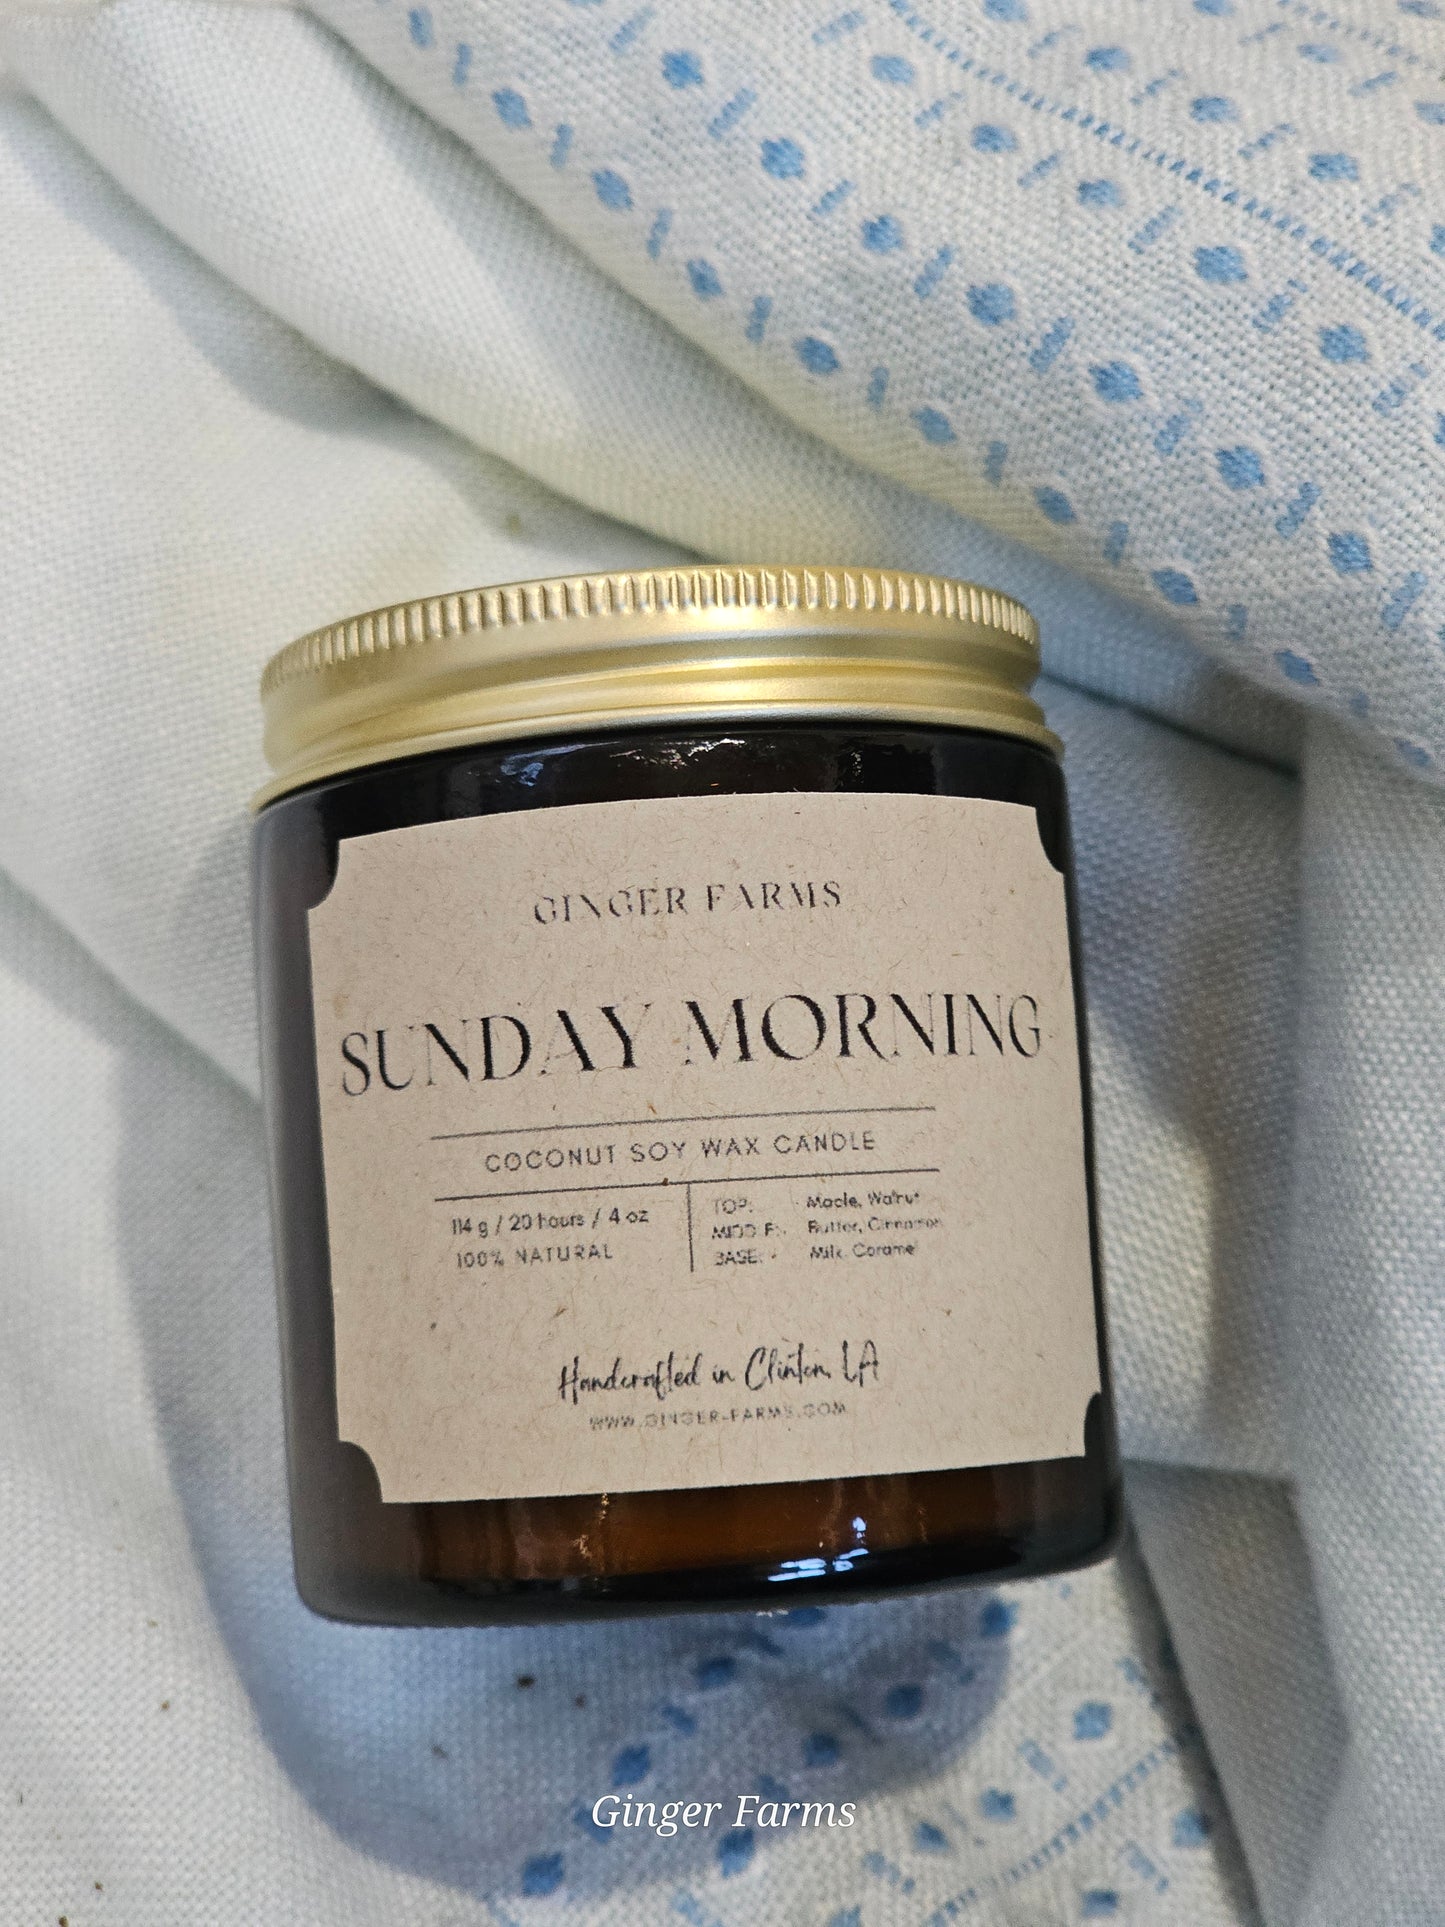 GINGER FARMS
SUNDAY MORNING
COCONUT SOY WAX CANDLE
114 g / 20 hours / 4 oz
100% NATURAL
TOP: Maple, Walnut
MIDDLE: Butter, Cinnamon
BASE: Milk, Caramel
Handcrafted in Clinton, LA
WWW.GINGER-FARMS.COM
Ginger Farms